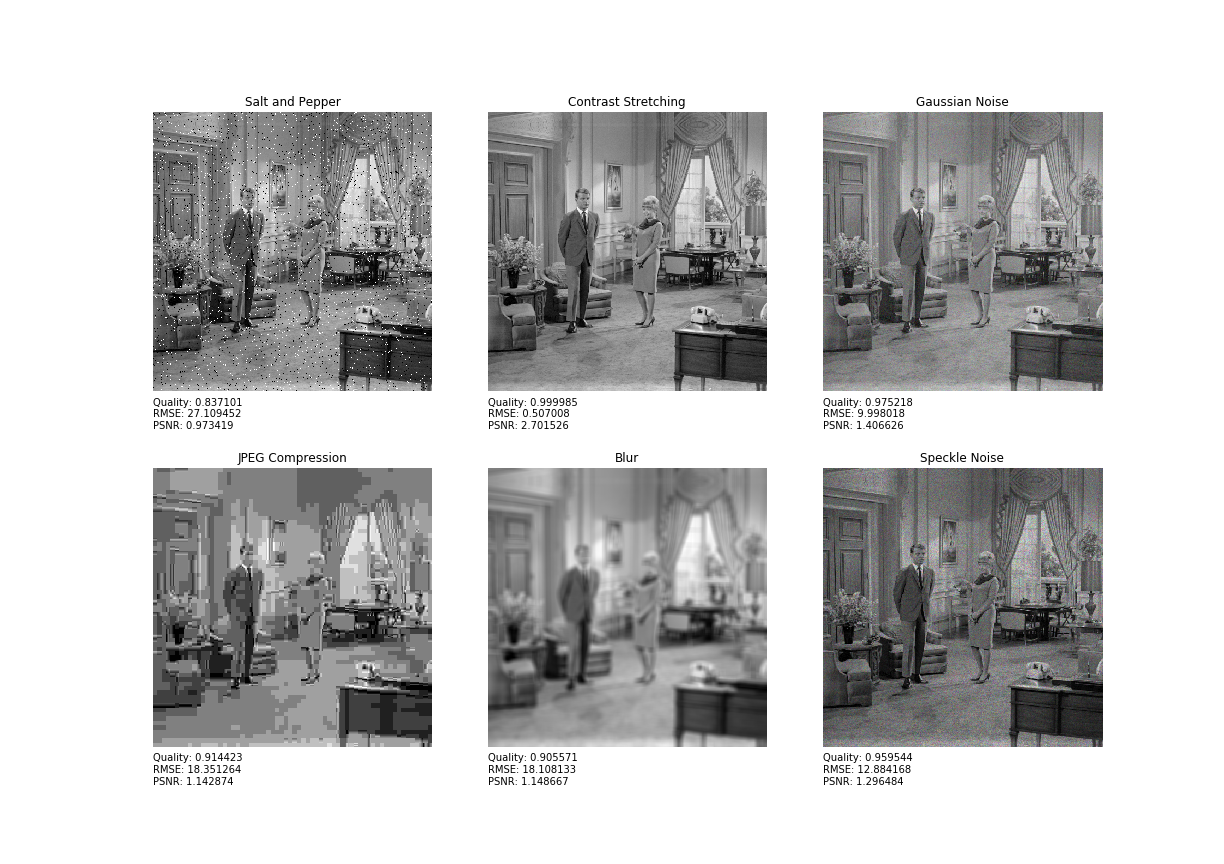 Salt and Pepper
Contrast Stretching
Gaussian Noise
Quality: 0.837101
RMSE: 27.109452
PSNR: 0.973419
Quality: 0.999985
RMSE: 0.507008
PSNR: 2.701526
Quality: 0.975218
RMSE: 9.998018
PSNR: 1.406626
JPEG Compression
Blur
Speckle Noise
Quality: 0.914423
RMSE: 18.351264
PSNR: 1.142874
Quality: 0.905571
RMSE: 18.108133
PSNR: 1.148667
Quality: 0.959544
RMSE: 12.884168
PSNR: 1.296484